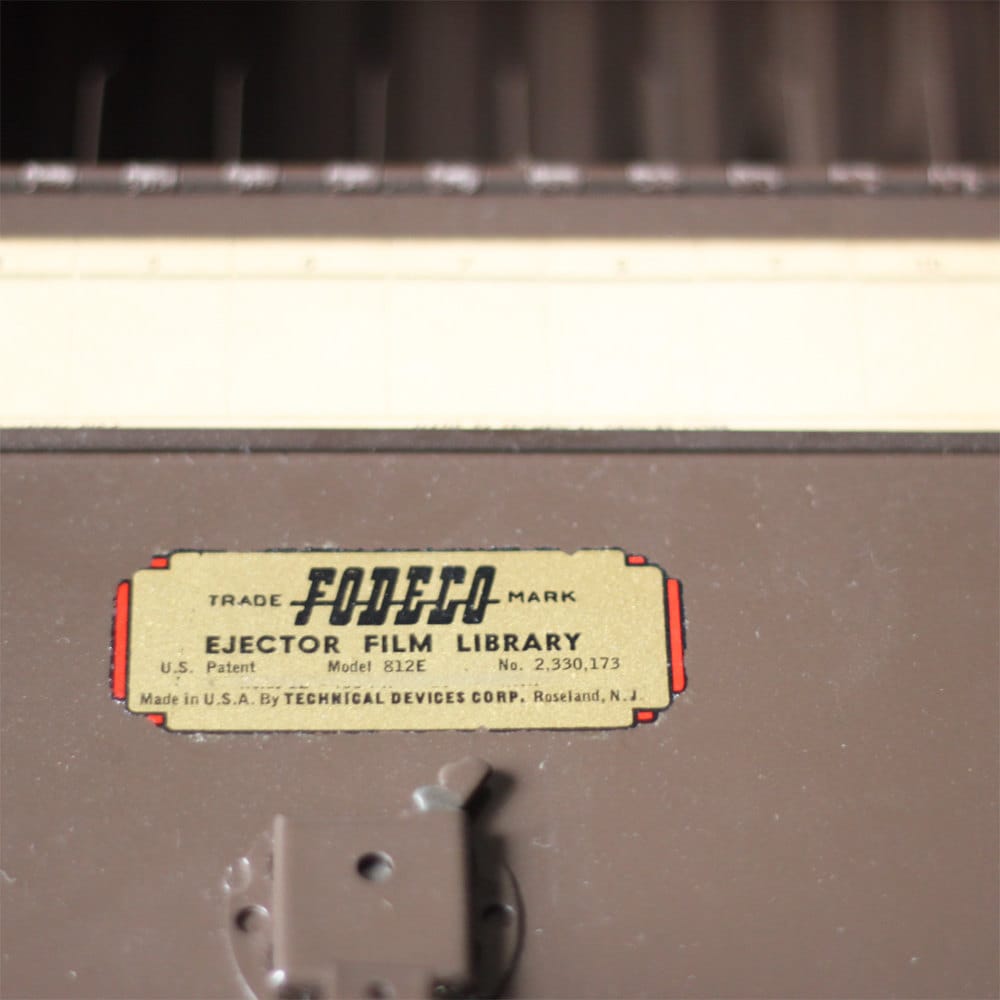 TRADE FODECO MARK
EJECTOR FILM LIBRARY
U.S. Patent Model 812E . No. 2,330,173
Made in U.S.A. By TECHNICAL DEVICES CORP. Roseland, N.J.